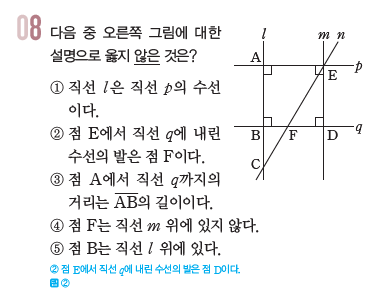 08 다음 중 오른쪽 그림에 대한
설명으로 옳지 않은 것은?
① 직선 l은 직선 p의 수선
이다.
② 점 E에서 직선 q에 내린
수선의 발은 점 F이다.
③ 점 A에서 직선 q까지의
거리는 AB의 길이이다.
④ 점 F는 직선 m 위에 있지 않다.
⑤ 점 B는 직선 l 위에 있다.
② 점 E에서 직선 q에 내린 수선의 발은 점 D이다.
답 ②
l m n
A p
E
B F D q
C